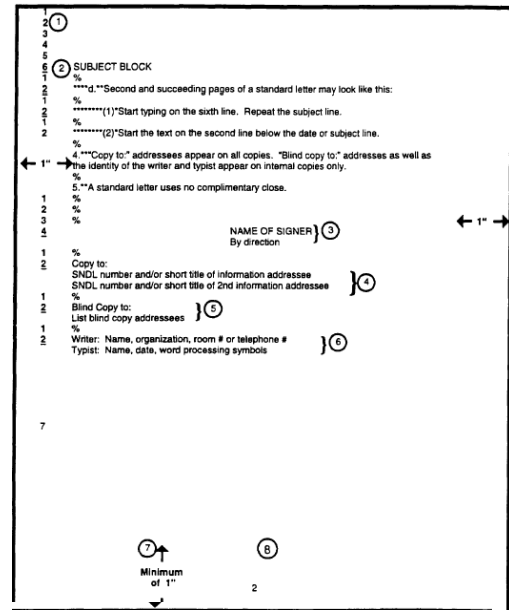 1
2 1
3
4
5
6 2 SUBJECT BLOCK
1 %
2 ****d.**Second and succeeding pages of a standard letter may look like this:
1 %
2 ********(1)*Start typing on the sixth line. Repeat the subject line.
1 %
2 ********(2)*Start the text on the second line below the date or subject line.
%
4.***"Copy to:" addressees appear on all copies. "Blind copy to:" addresses as well as
1" the identity of the writer and typist appear on internal copies only.
%
5.**A standard letter uses no complimentary close.
1 %
2 %
3 % 1"
4 NAME OF SIGNER } 3
By direction
1 %
2 Copy to:
SNDL number and/or short title of information addressee
SNDL number and/or short title of 2nd information addressee } 4
1 %
2 Blind Copy to:
List blind copy addressees } 5
1 %
2 Writer: Name, organization, room # or telephone #
Typist: Name, date, word processing symbols } 6
7
7 8
Minimum
of 1"
2